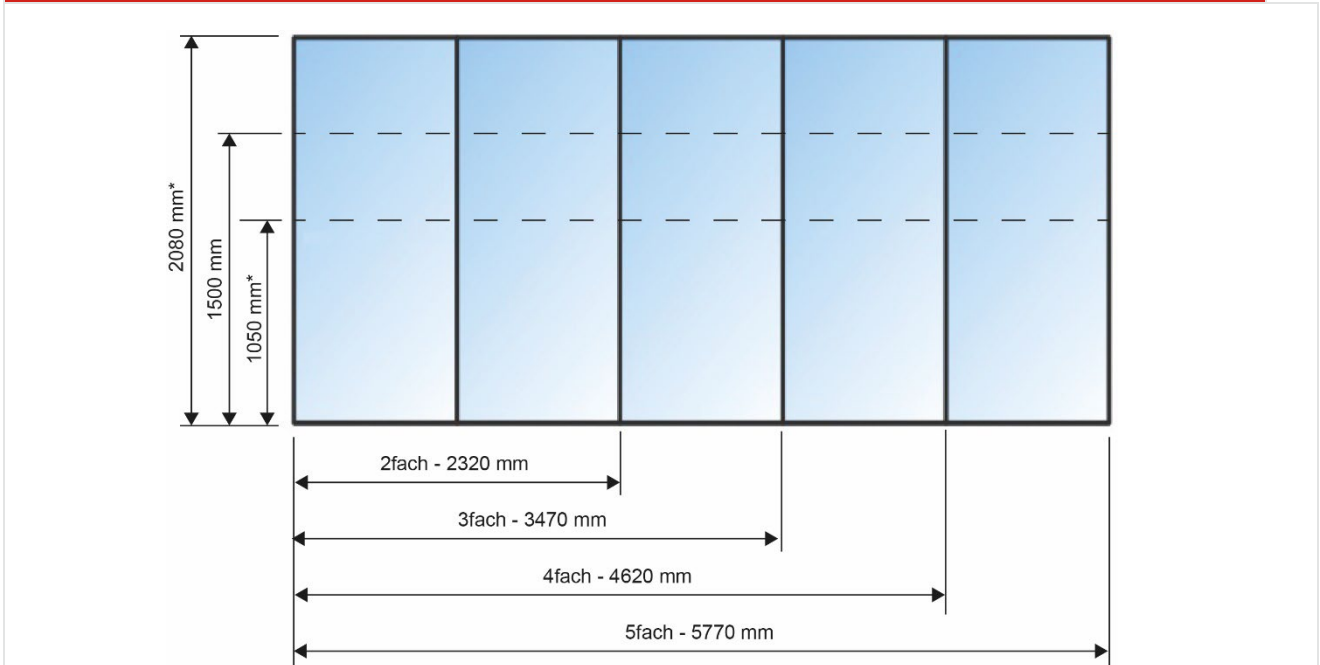 2080 mm*
1500 mm
1050 mm*
2fach - 2320 mm
3fach - 3470 mm
4fach - 4620 mm
5fach - 5770 mm